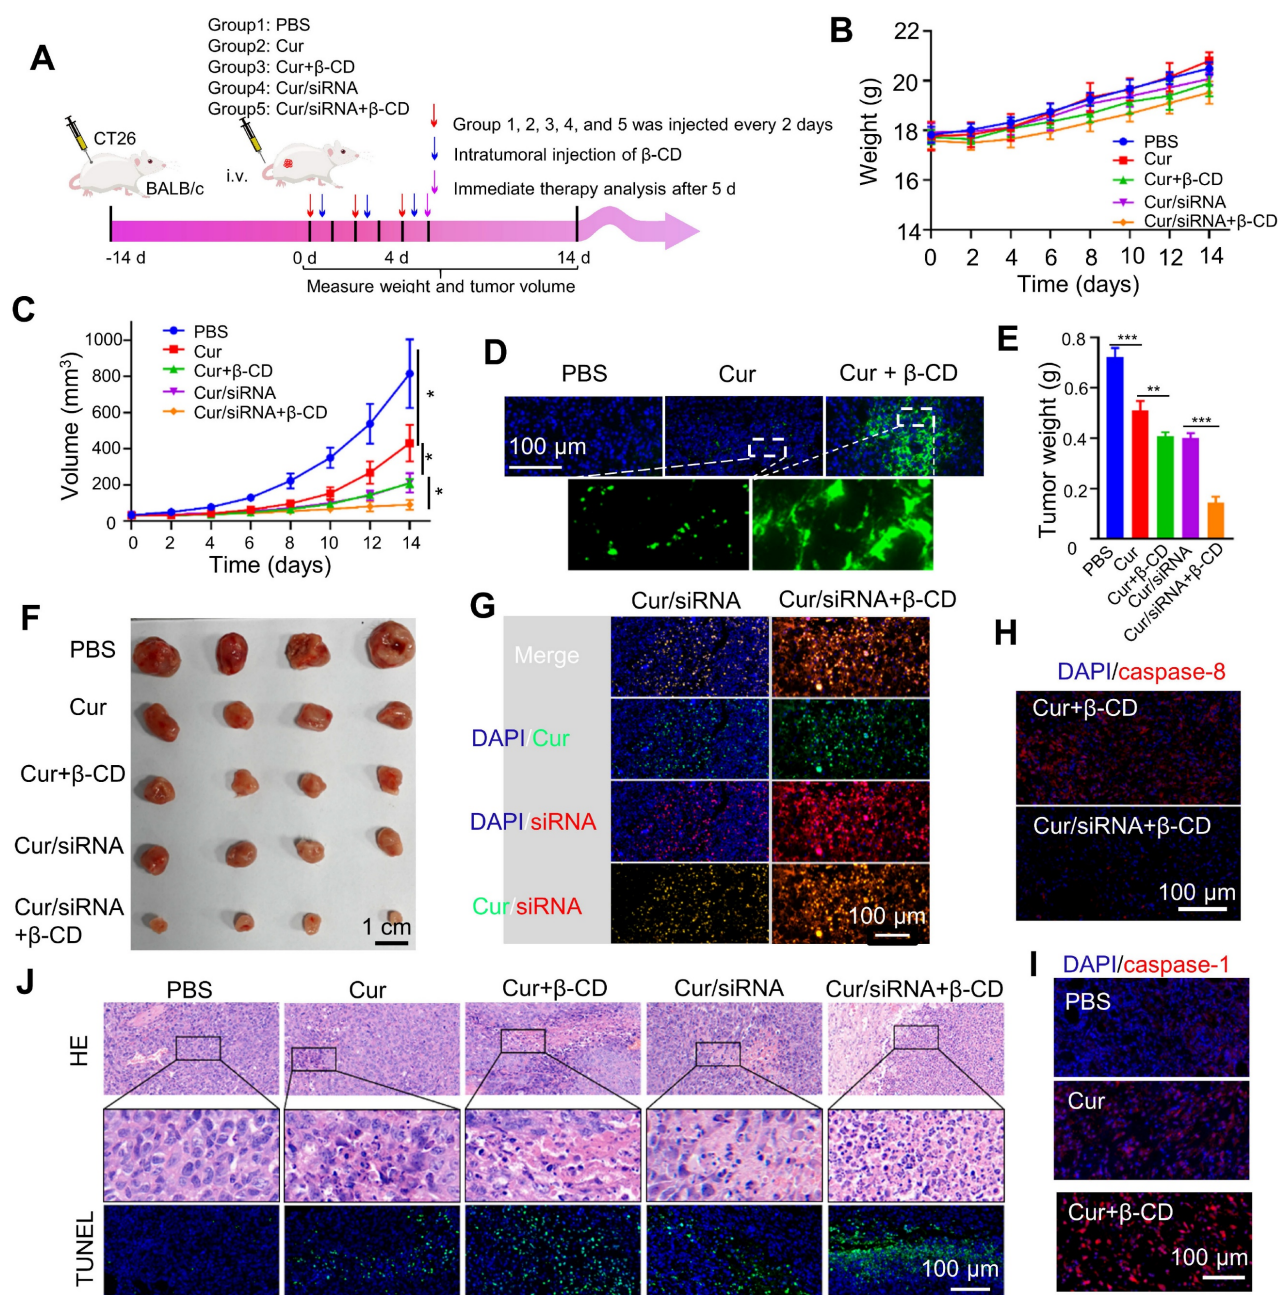 A
Group1: PBS
Group2: Cur
Group3: Cur+β-CD
Group4: Cur/siRNA
Group5: Cur/siRNA+β-CD
CT26
BALB/c
i.v.
Group 1, 2, 3, 4, and 5 was injected every 2 days
Intratumoral injection of β-CD
Immediate therapy analysis after 5 d
-14 d
0 d
4 d
14 d
Measure weight and tumor volume
B
Weight (g)
22
20
18
16
14
PBS
Cur
Cur+β-CD
Cur/siRNA
Cur/siRNA+β-CD
0 2 4 6 8 10 12 14
Time (days)
C
Volume (mm³)
1000
800
600
400
200
0
PBS
Cur
Cur+β-CD
Cur/siRNA
Cur/siRNA+β-CD
*
*
*
0 2 4 6 8 10 12 14
Time (days)
D
PBS
Cur
Cur + β-CD
100 μm
E
Tumor weight (g)
0.8
0.6
0.4
0.2
0
***
**
***
PBS
Cur
Cur+β-CD
Cur/siRNA
Cur/siRNA+β-CD
F
PBS
Cur
Cur+β-CD
Cur/siRNA
Cur/siRNA
+β-CD
1 cm
G
Cur/siRNA
Cur/siRNA+β-CD
Merge
DAPI/Cur
DAPI/siRNA
Cur/siRNA
100 μm
H
DAPI/caspase-8
Cur+β-CD
Cur/siRNA+β-CD
100 μm
I
DAPI/caspase-1
PBS
Cur
Cur+β-CD
100 μm
J
PBS
Cur
Cur+β-CD
Cur/siRNA
Cur/siRNA+β-CD
HE
TUNEL
100 μm